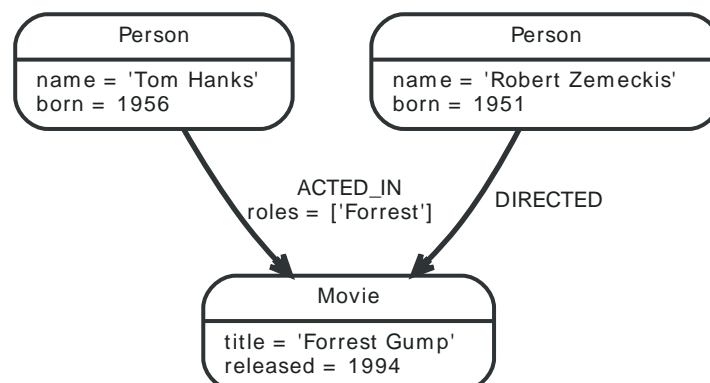 Person
name = 'Tom Hanks'
born = 1956
Person
name = 'Robert Zemeckis'
born = 1951
ACTED_IN
roles = ['Forrest']
DIRECTED
Movie
title = 'Forrest Gump'
released = 1994